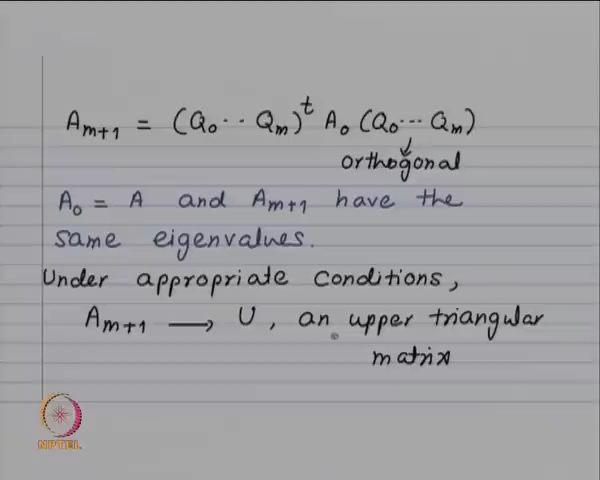 A_{m+1} = (Q_0 ·· Q_m)^t A_0 (Q_0 ··· Q_m)
orthogonal
A_0 = A and A_{m+1} have the
same eigenvalues.
Under appropriate conditions,
A_{m+1} ⟶ U, an upper triangular
matrix
NPTEL